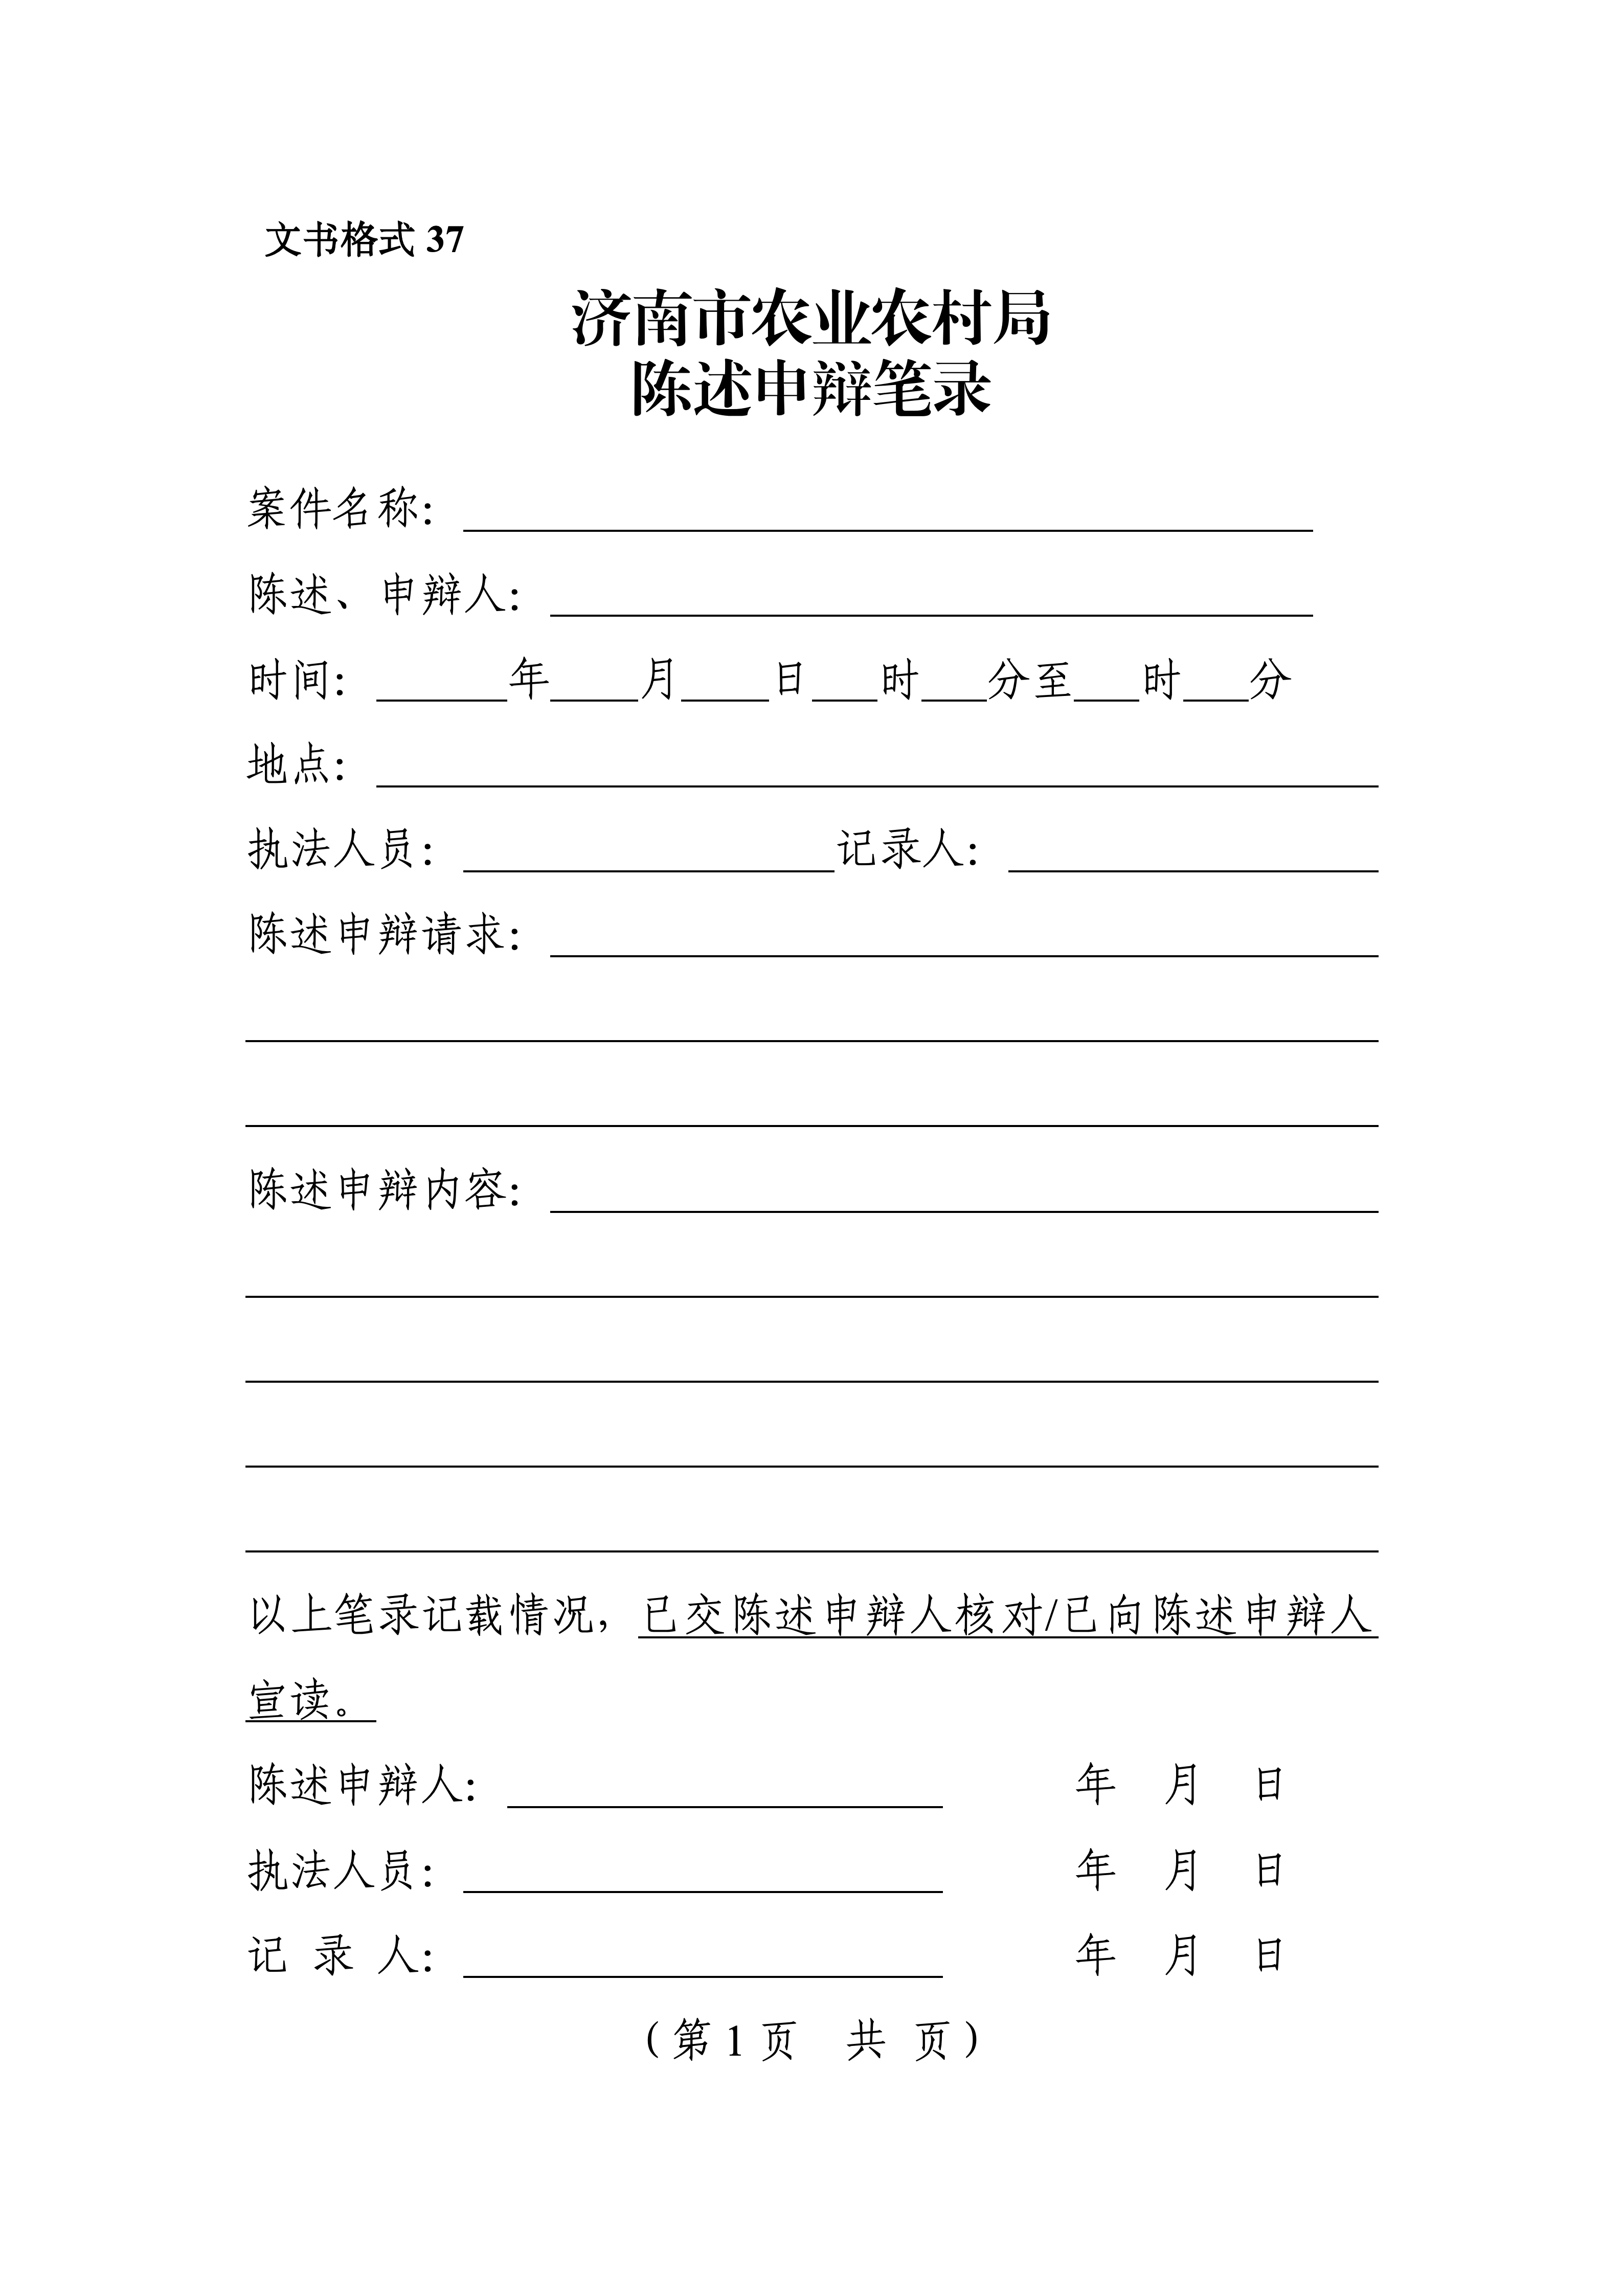 文书格式 37
济南市农业农村局
陈述申辩笔录
案件名称：
陈述、申辩人：
时间：______年____月____日___时___分至___时___分
地点：
执法人员：_________________记录人：
陈述申辩请求：
陈述申辩内容：
以上笔录记载情况，已交陈述申辩人核对/已向陈述申辩人
宣读。
陈述申辩人： 年 月 日
执法人员： 年 月 日
记 录 人： 年 月 日
（第 1 页 共 页）